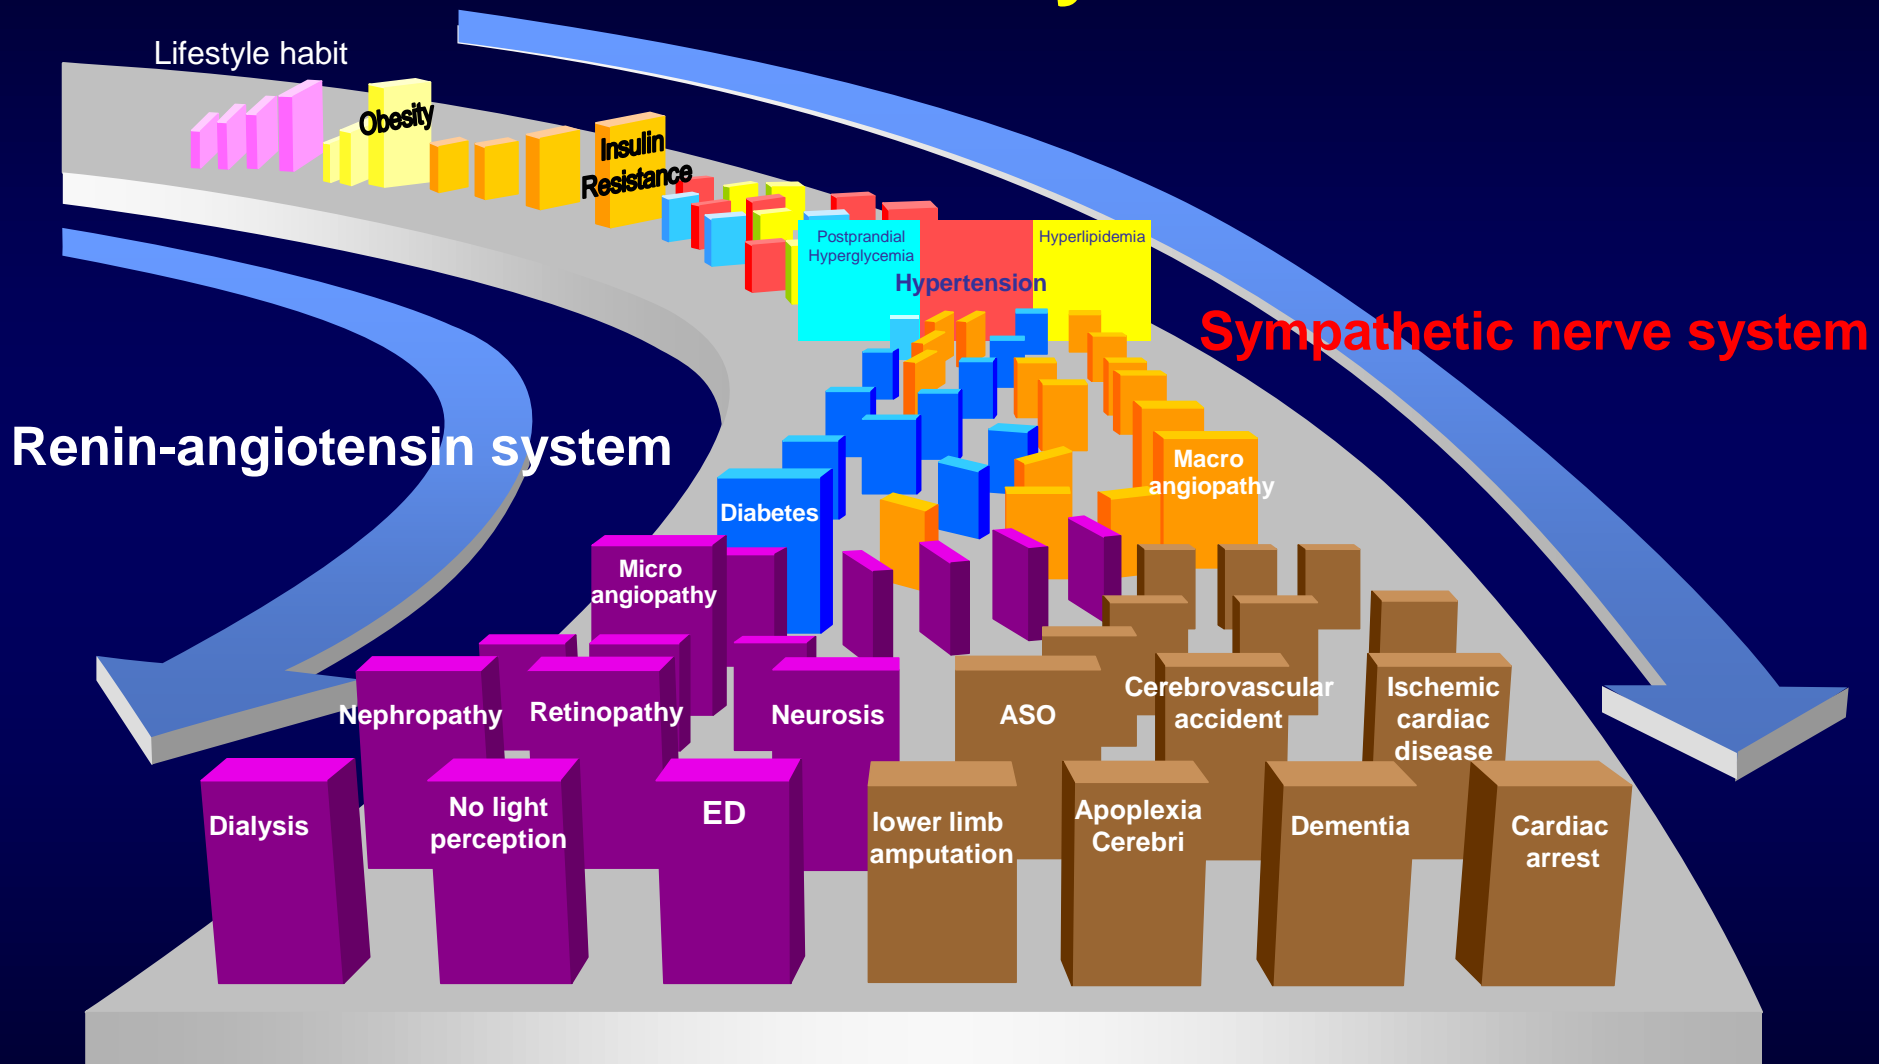 Lifestyle habit
Obesity
Insulin
Resistance
Postprandial
Hyperglycemia
Hypertension
Hyperlipidemia
Sympathetic nerve system
Renin-angiotensin system
Macro
angiopathy
Diabetes
Micro
angiopathy
Nephropathy
Retinopathy
Neurosis
ASO
Cerebrovascular
accident
Ischemic
cardiac
disease
Dialysis
No light
perception
ED
lower limb
amputation
Apoplexia
Cerebri
Dementia
Cardiac
arrest